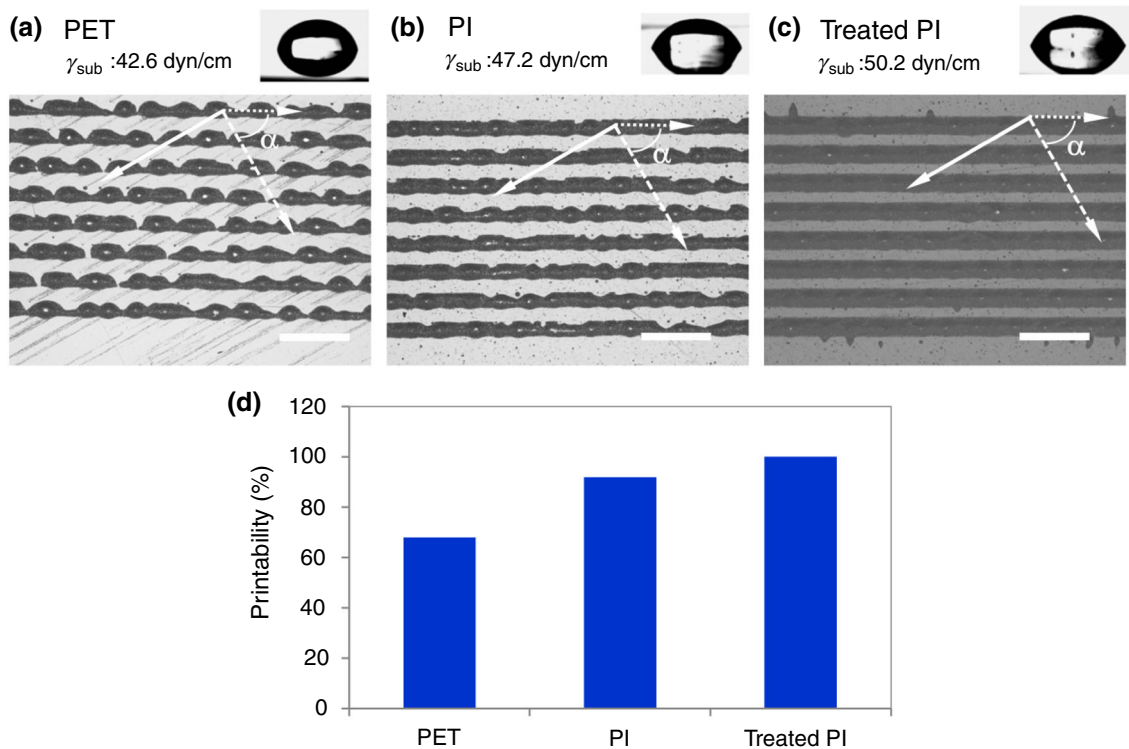 (a) PET
γsub :42.6 dyn/cm
(b) PI
γsub :47.2 dyn/cm
(c) Treated PI
γsub :50.2 dyn/cm
α
α
α
(d)
120
100
80
60
40
20
0
Printability (%)
PET PI Treated PI